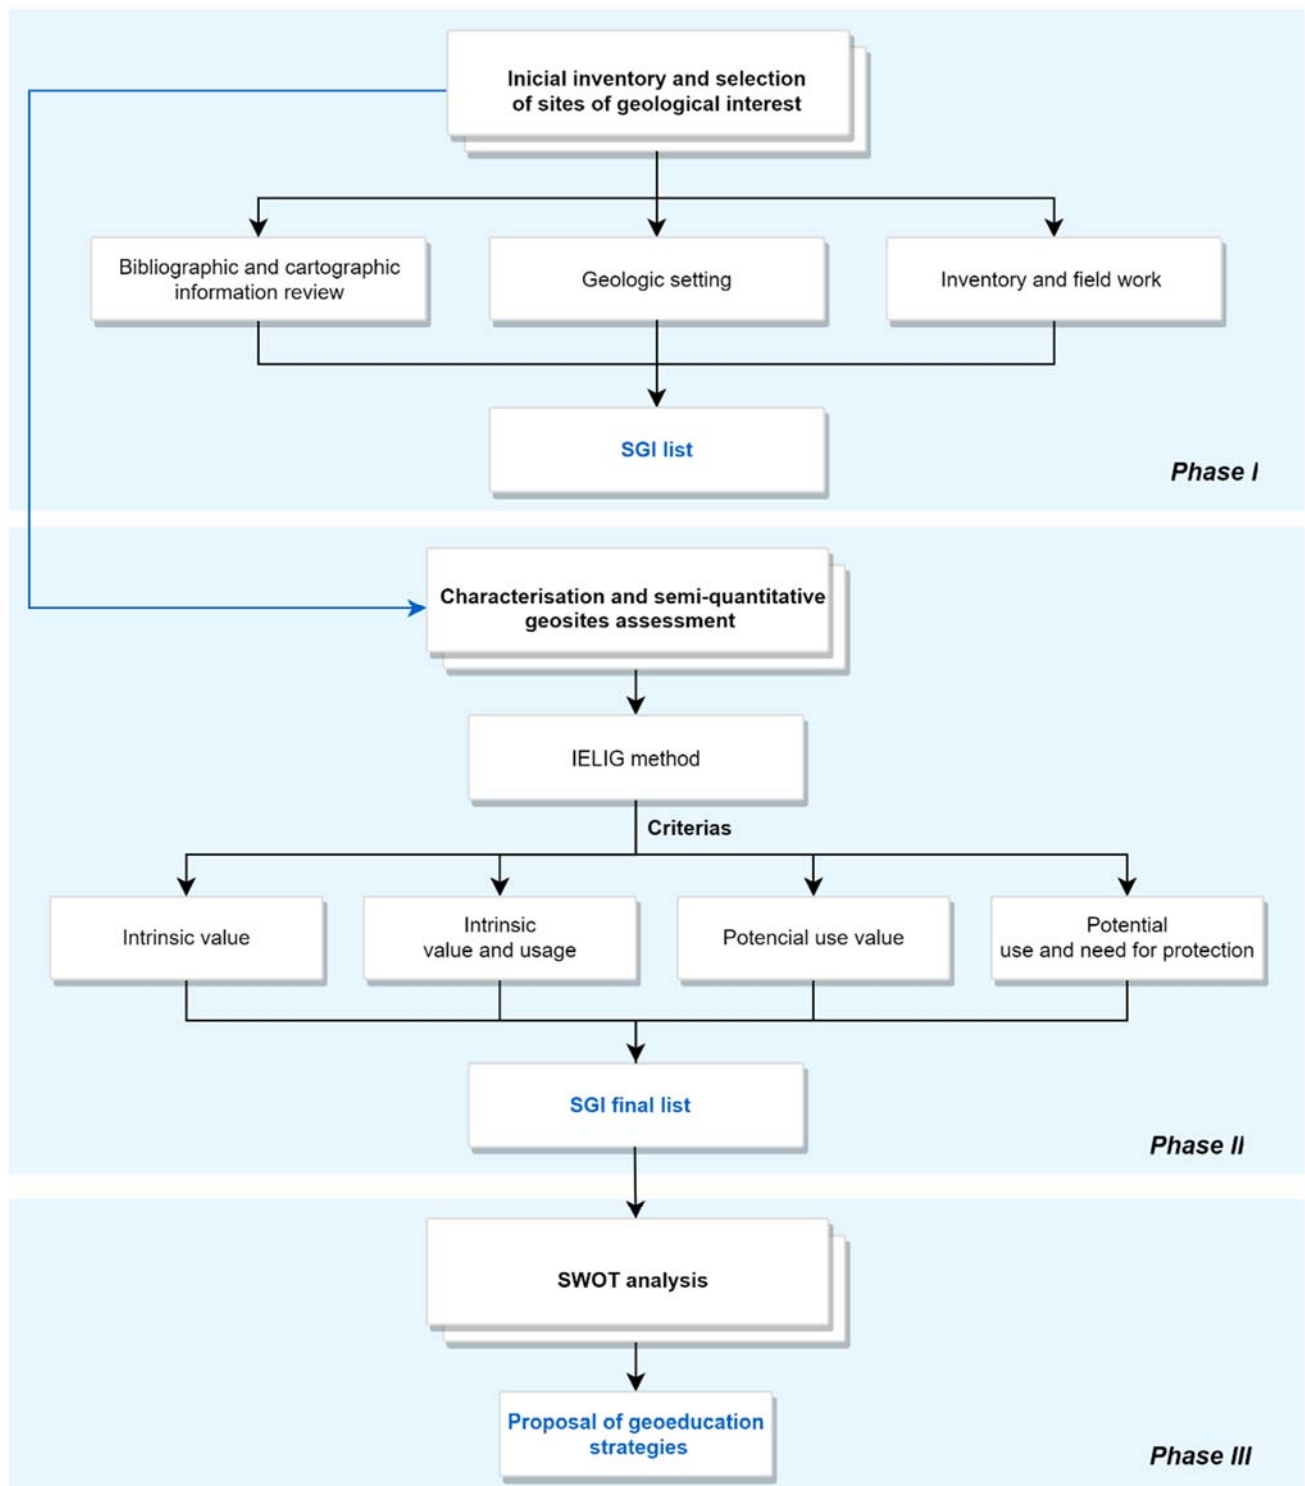 Inicial inventory and selection
of sites of geological interest
Bibliographic and cartographic
information review
Geologic setting
Inventory and field work
SGI list
Phase I
Characterisation and semi-quantitative
geosites assessment
IELIG method
Criterias
Intrinsic value
Intrinsic
value and usage
Potencial use value
Potential
use and need for protection
SGI final list
Phase II
SWOT analysis
Proposal of geoeducation
strategies
Phase III